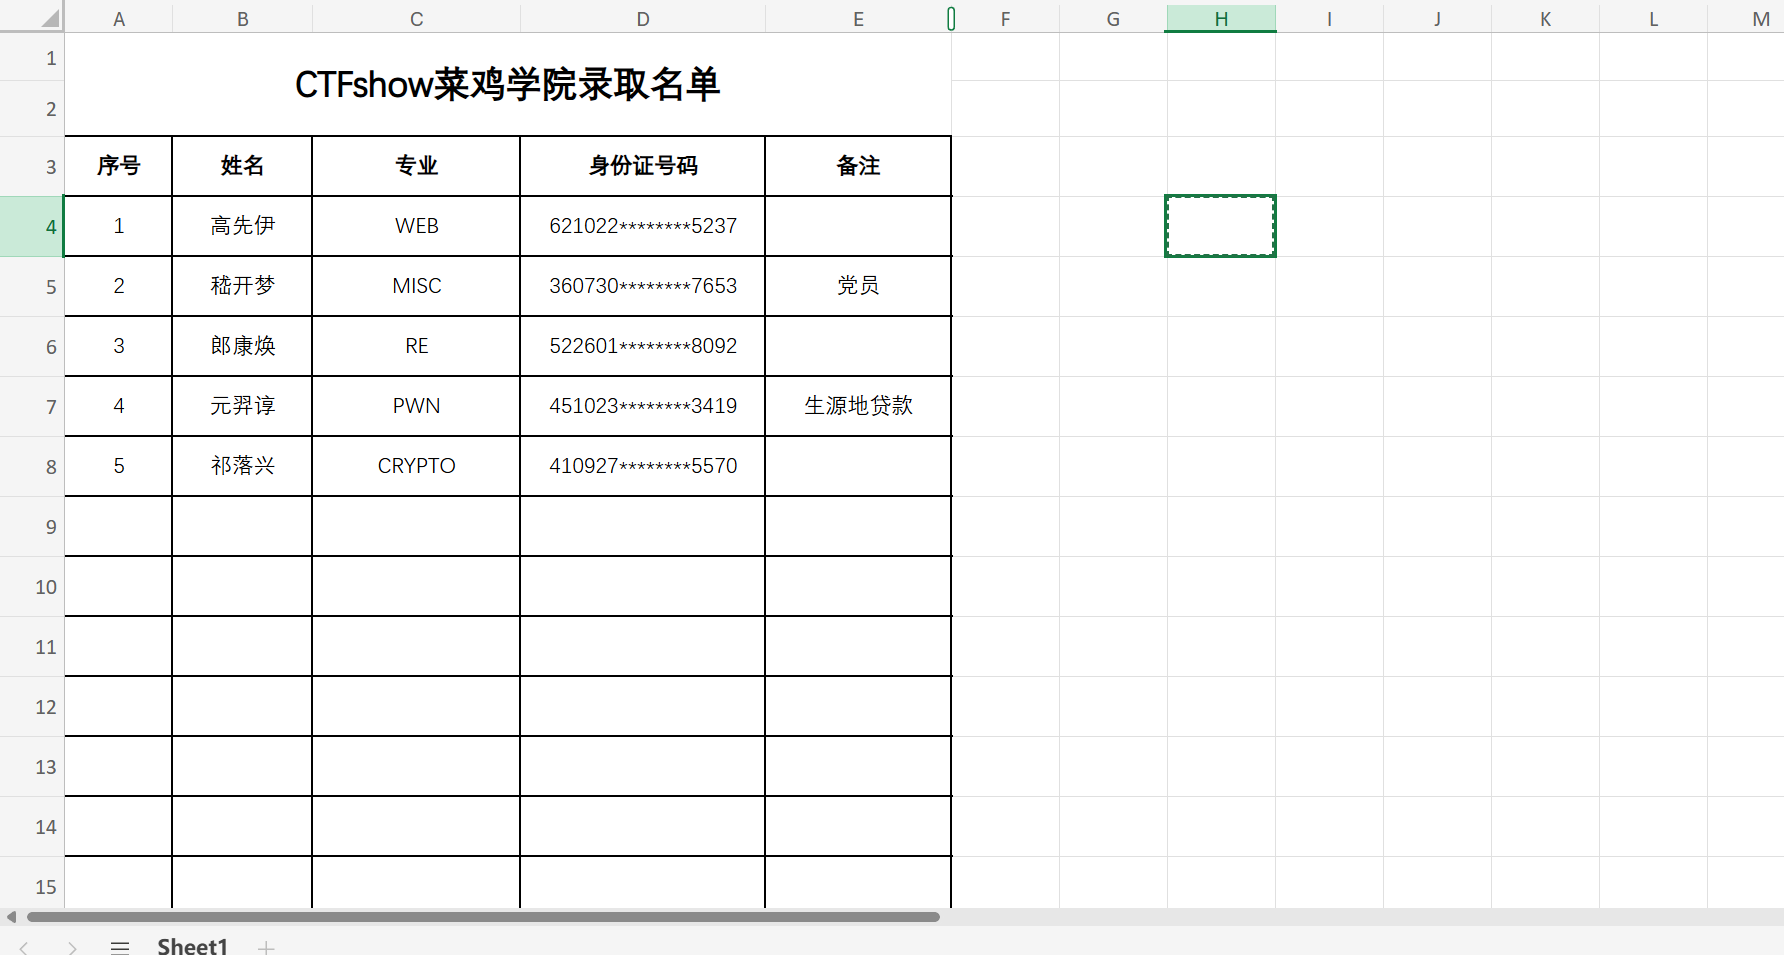 A B C D E F G H I J K L M
1
CTFshow菜鸡学院录取名单
2
3 序号 姓名 专业 身份证号码 备注
4 1 高先伊 WEB 621022********5237
5 2 嵇开梦 MISC 360730********7653 党员
6 3 郎康焕 RE 522601********8092
7 4 元羿谆 PWN 451023********3419 生源地贷款
8 5 祁落兴 CRYPTO 410927********5570
9
10
11
12
13
14
15
Sheet1